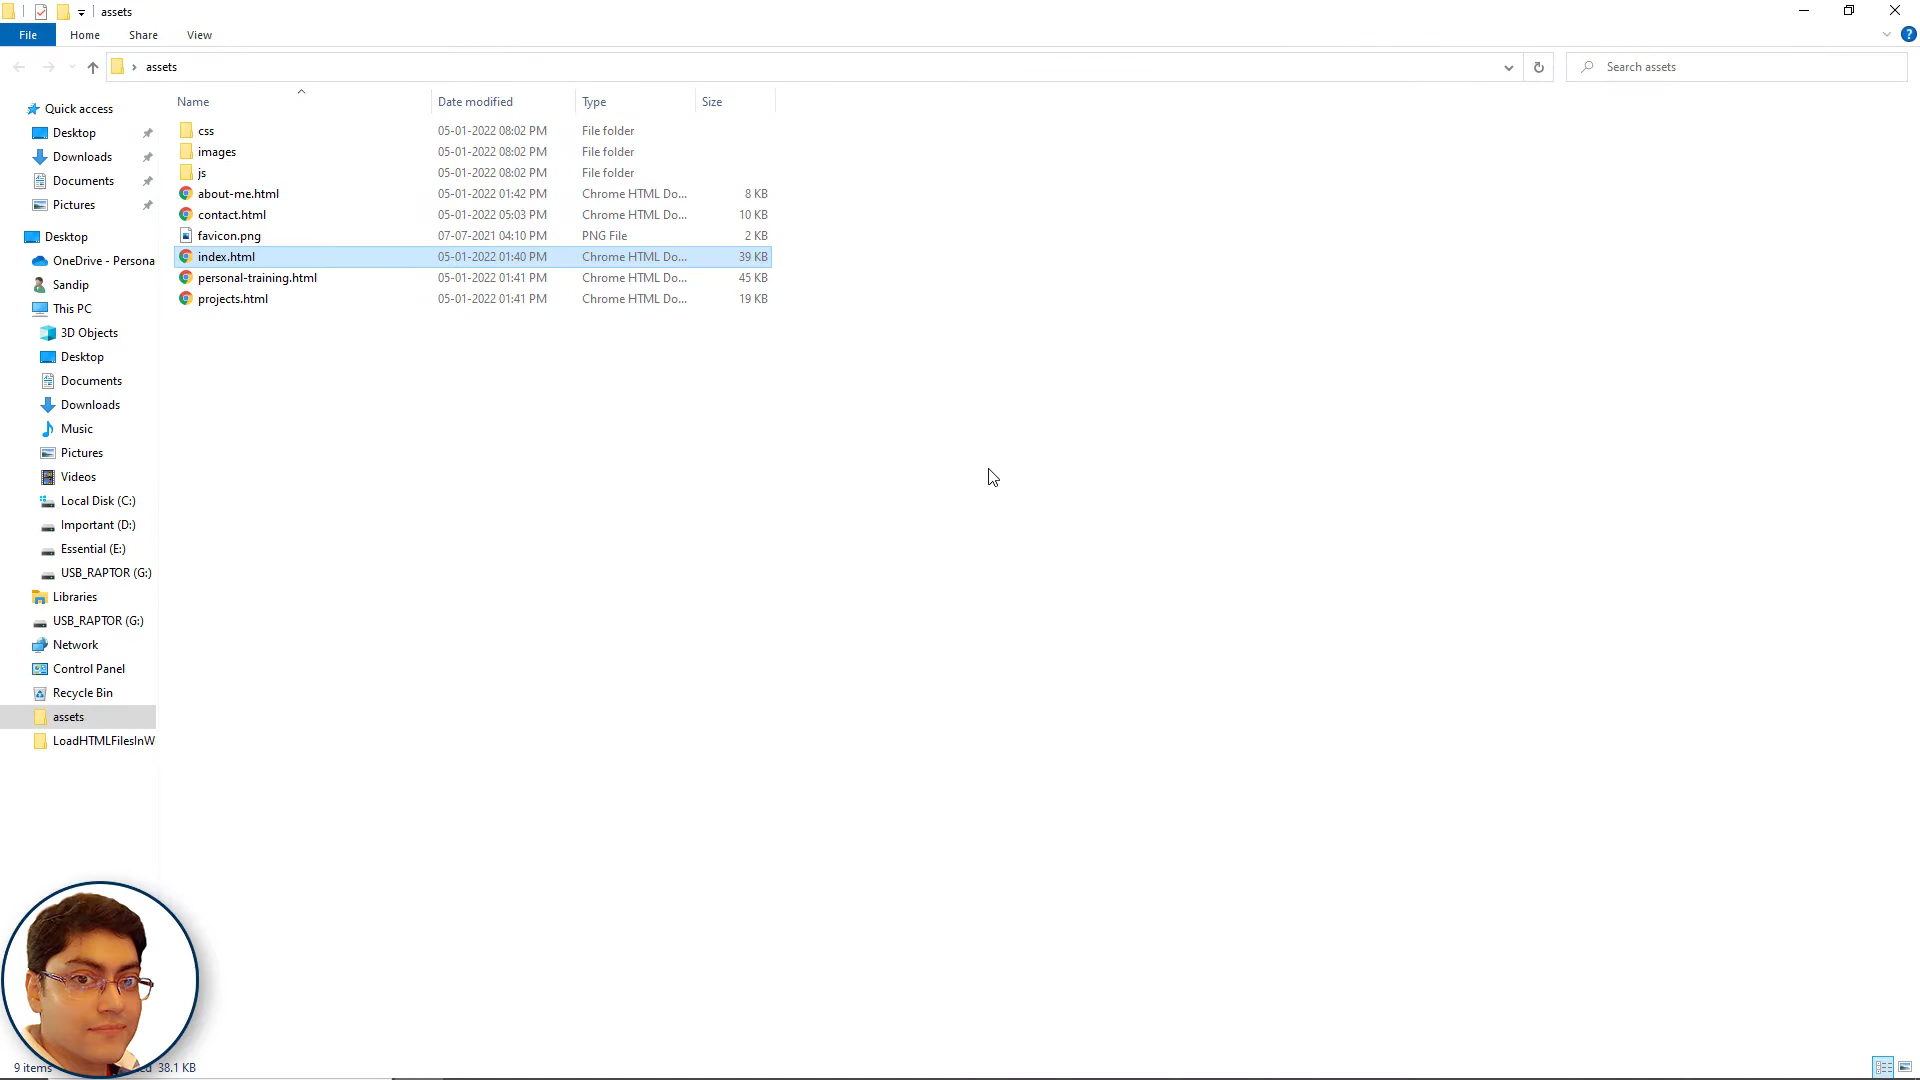 assets
File Home Share View
assets
Search assets
Name Date modified Type Size
css 05-01-2022 08:02 PM File folder
images 05-01-2022 08:02 PM File folder
js 05-01-2022 08:02 PM File folder
about-me.html 05-01-2022 01:42 PM Chrome HTML Do... 8 KB
contact.html 05-01-2022 05:03 PM Chrome HTML Do... 10 KB
favicon.png 07-07-2021 04:10 PM PNG File 2 KB
index.html 05-01-2022 01:40 PM Chrome HTML Do... 39 KB
personal-training.html 05-01-2022 01:41 PM Chrome HTML Do... 45 KB
projects.html 05-01-2022 01:41 PM Chrome HTML Do... 19 KB
Quick access
Desktop
Downloads
Documents
Pictures
Desktop
OneDrive - Persona
Sandip
This PC
3D Objects
Desktop
Documents
Downloads
Music
Pictures
Videos
Local Disk (C:)
Important (D:)
Essential (E:)
USB_RAPTOR (G:)
Libraries
USB_RAPTOR (G:)
Network
Control Panel
Recycle Bin
assets
LoadHTMLFilesInW
9 items 38.1 KB